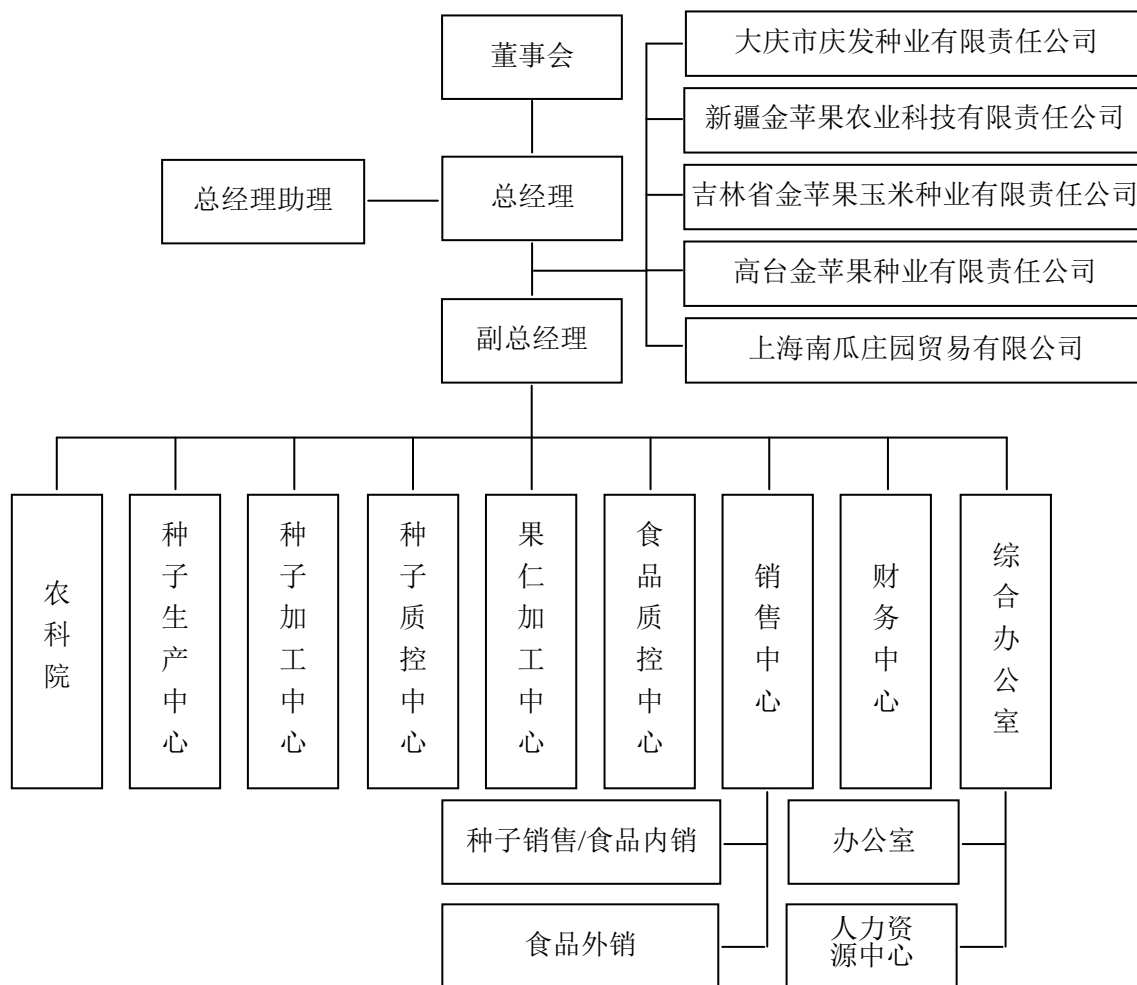 董事会
大庆市庆发种业有限责任公司
新疆金苹果农业科技有限责任公司
总经理助理
总经理
吉林省金苹果玉米种业有限责任公司
高台金苹果种业有限责任公司
副总经理
上海南瓜庄园贸易有限公司
农科院
种子生产中心
种子加工中心
种子质控中心
果仁加工中心
食品质控中心
销售中心
财务中心
综合办公室
种子销售/食品内销
办公室
食品外销
人力资
源中心